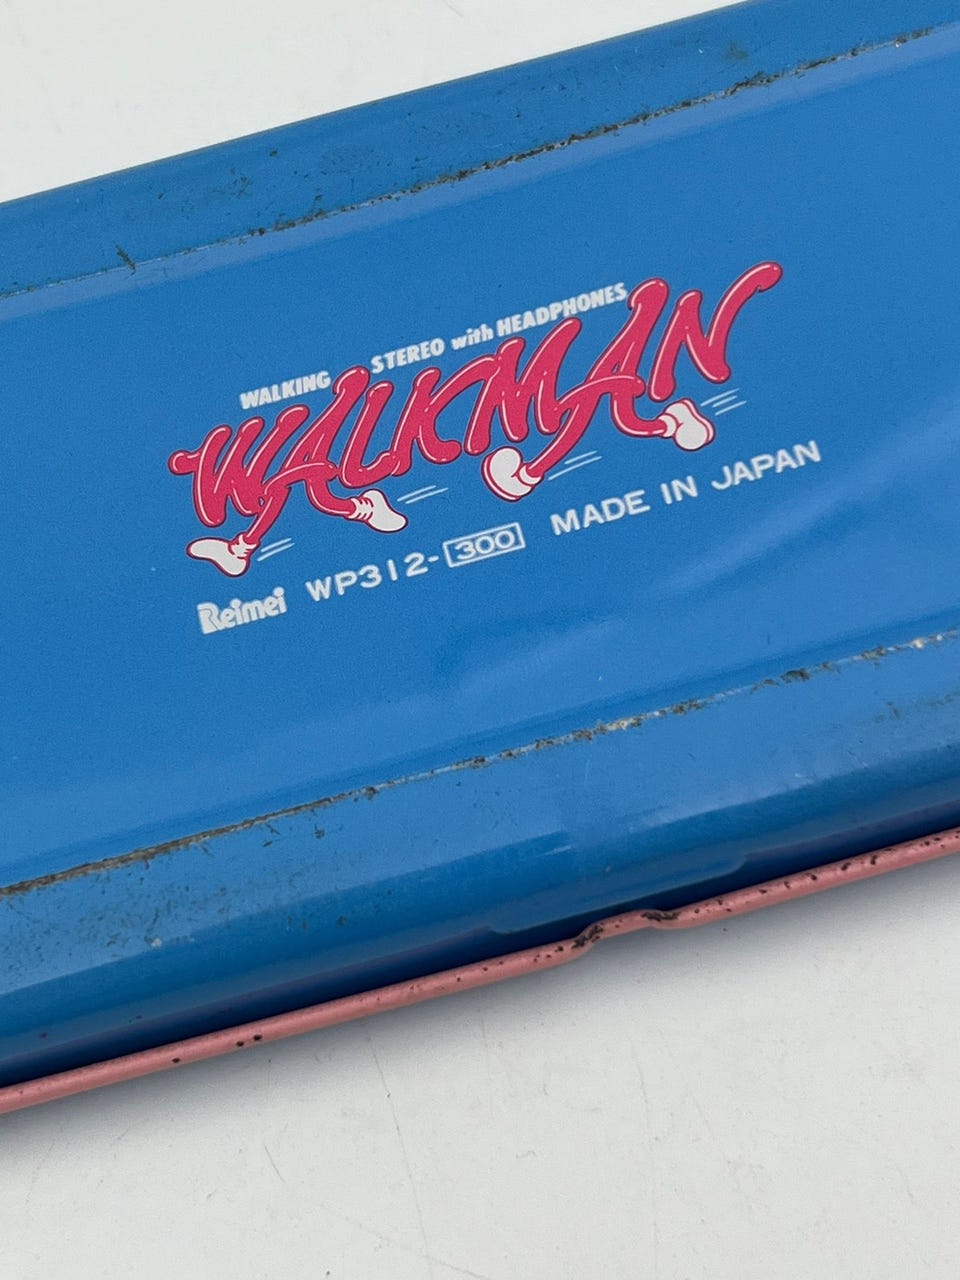 WALKING STEREO with HEADPHONES
WALKMAN
Reimei WP312-300 MADE IN JAPAN